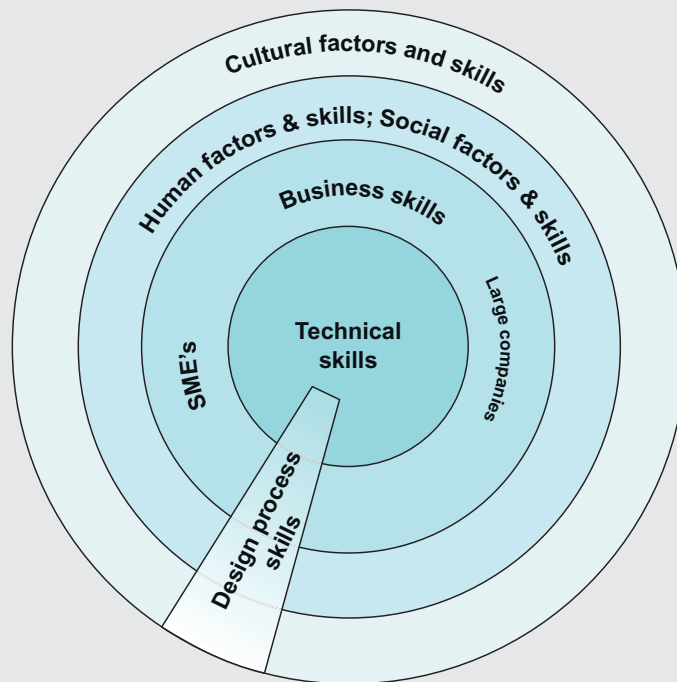 Cultural factors and skills
Human factors & skills; Social factors & skills
Business skills
Large companies
Technical
skills
SME's
Design process
skills